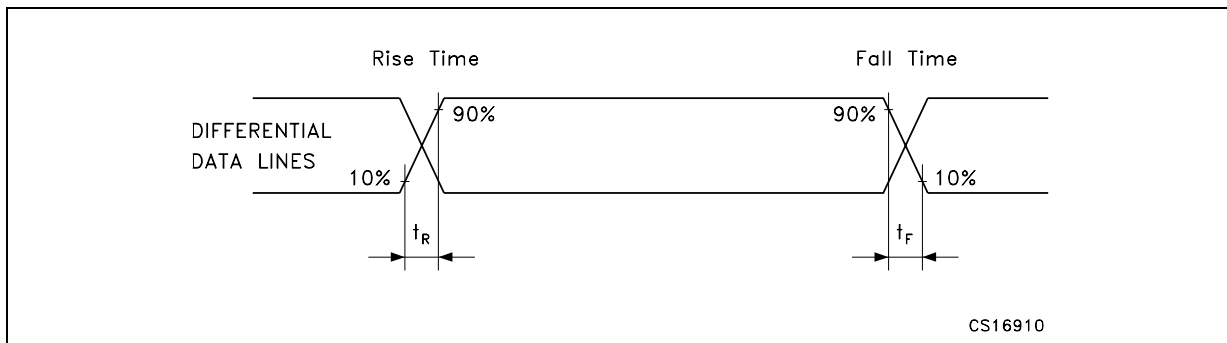 Rise Time
Fall Time
90%
90%
DIFFERENTIAL
DATA LINES
10%
10%
tR
tF
CS16910